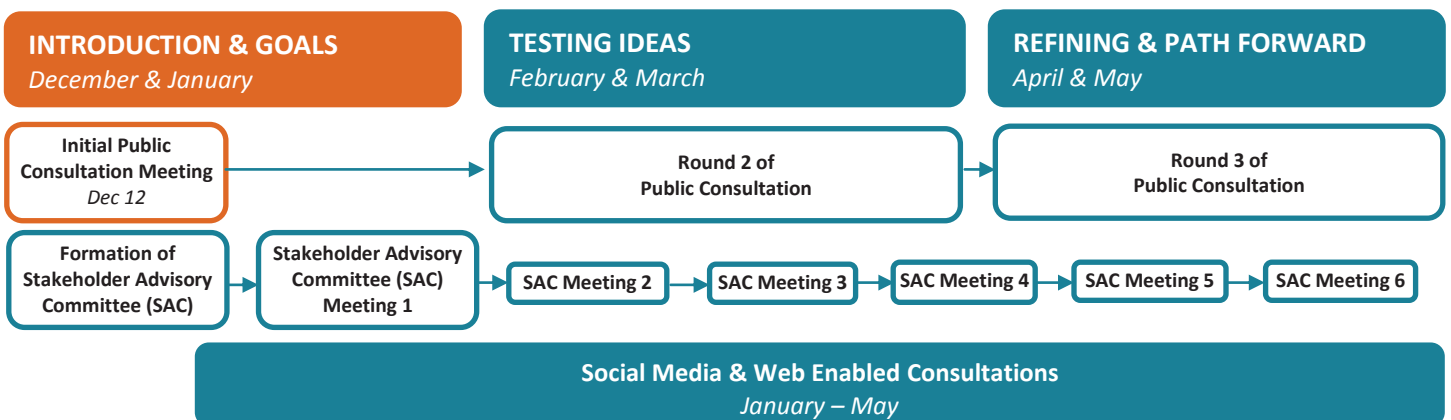 INTRODUCTION & GOALS
December & January
TESTING IDEAS
February & March
REFINING & PATH FORWARD
April & May
Initial Public
Consultation Meeting
Dec 12
Round 2 of
Public Consultation
Round 3 of
Public Consultation
Formation of
Stakeholder Advisory
Committee (SAC)
Stakeholder Advisory
Committee (SAC)
Meeting 1
SAC Meeting 2
SAC Meeting 3
SAC Meeting 4
SAC Meeting 5
SAC Meeting 6
Social Media & Web Enabled Consultations
January – May